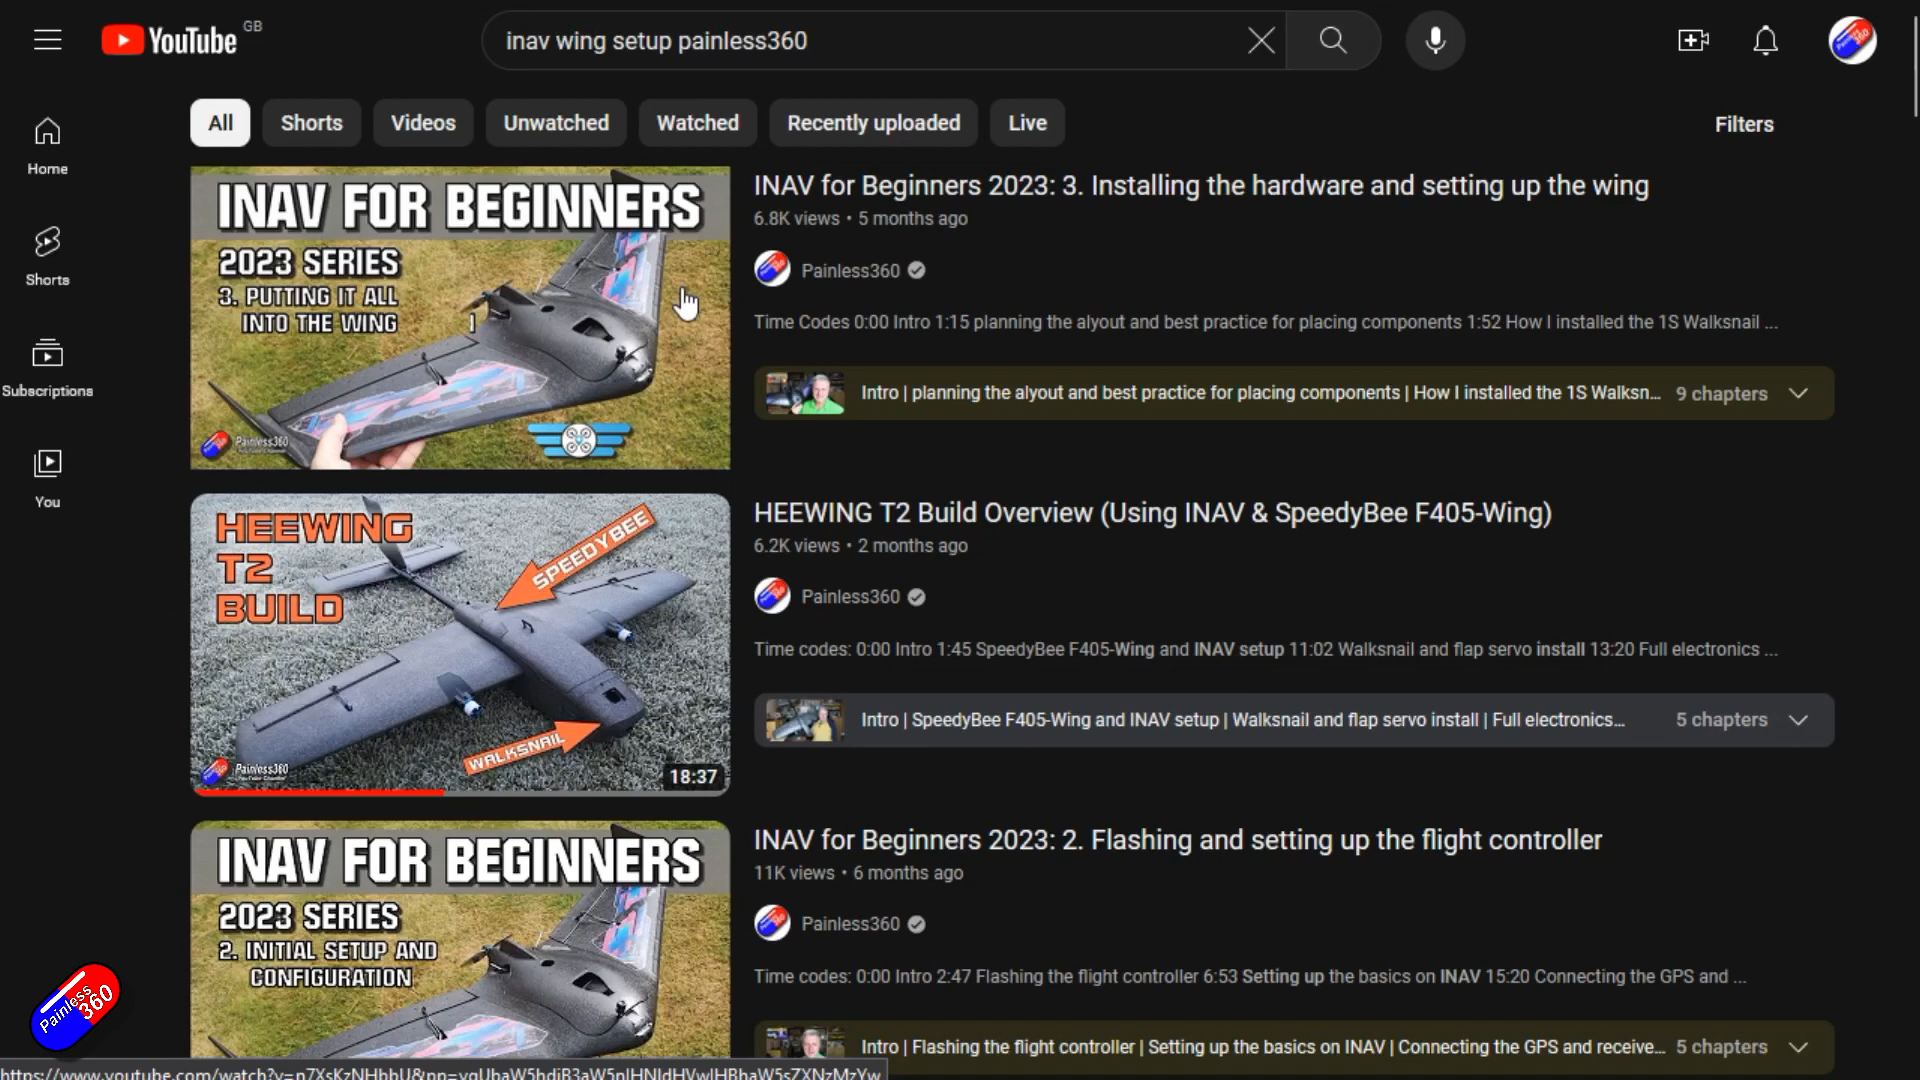 YouTube GB
inav wing setup painless360
All Shorts Videos Unwatched Watched Recently uploaded Live Filters
Home
Shorts
Subscriptions
You
INAV FOR BEGINNERS
2023 SERIES
3. PUTTING IT ALL
INTO THE WING
Painless360
INAV for Beginners 2023: 3. Installing the hardware and setting up the wing
6.8K views • 5 months ago
Painless360
Time Codes 0:00 Intro 1:15 planning the alyout and best practice for placing components 1:52 How I installed the 1S Walksnail ...
Intro | planning the alyout and best practice for placing components | How I installed the 1S Walksn... 9 chapters
HEEWING
T2
BUILD
SPEEDYBEE
WALKSNAIL
Painless360
18:37
HEEWING T2 Build Overview (Using INAV & SpeedyBee F405-Wing)
6.2K views • 2 months ago
Painless360
Time codes: 0:00 Intro 1:45 SpeedyBee F405-Wing and INAV setup 11:02 Walksnail and flap servo install 13:20 Full electronics ...
Intro | SpeedyBee F405-Wing and INAV setup | Walksnail and flap servo install | Full electronics... 5 chapters
INAV FOR BEGINNERS
2023 SERIES
2. INITIAL SETUP AND
CONFIGURATION
INAV for Beginners 2023: 2. Flashing and setting up the flight controller
11K views • 6 months ago
Painless360
Time codes: 0:00 Intro 2:47 Flashing the flight controller 6:53 Setting up the basics on INAV 15:20 Connecting the GPS and ...
Intro | Flashing the flight controller | Setting up the basics on INAV | Connecting the GPS and receive... 5 chapters
Painless
360